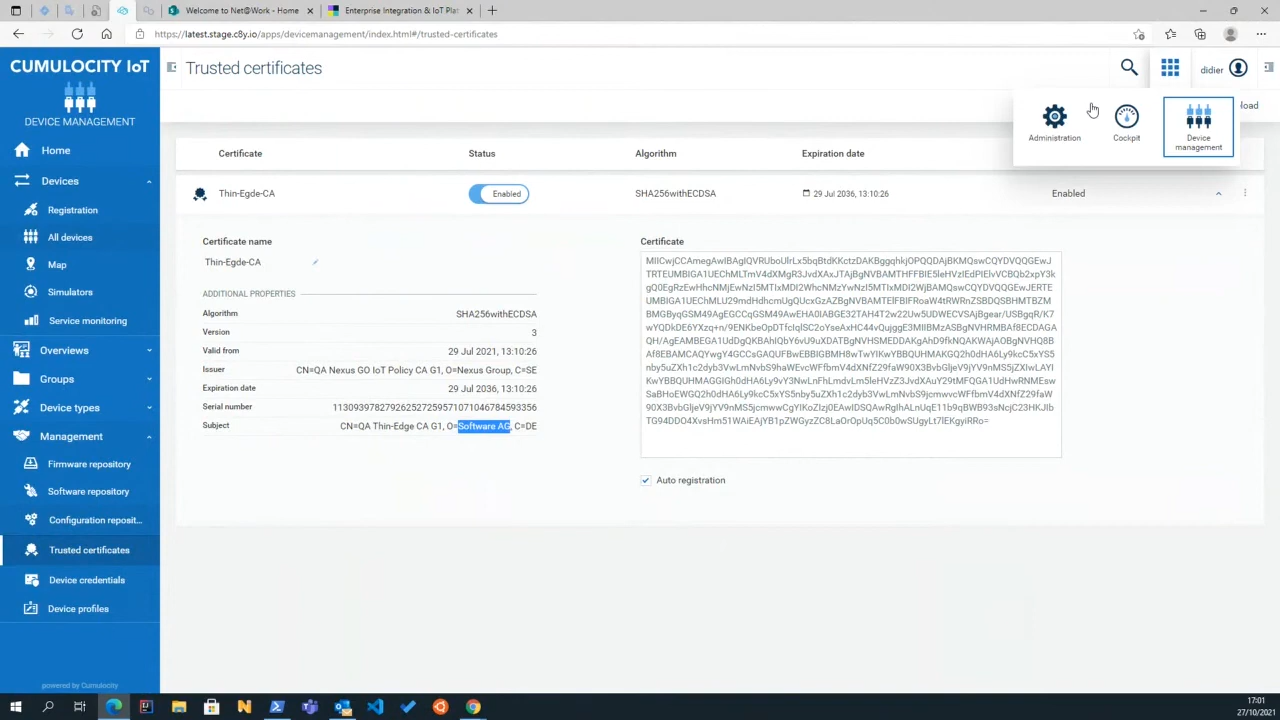 Welcome to Net@Work - Home
Enterprise Integration & IoT Plat
https://latest.stage.c8y.io/apps/devicemanagement/index.html#/trusted-certificates
CUMULOCITY IoT
DEVICE MANAGEMENT
Home
Devices
Registration
All devices
Map
Simulators
Service monitoring
Overviews
Groups
Device types
Management
Firmware repository
Software repository
Configuration reposit...
Trusted certificates
Device credentials
Device profiles
powered by Cumulocity
Trusted certificates
didier
Administration
Cockpit
Device
management
load
Certificate Status Algorithm Expiration date
Thin-Egde-CA Enabled SHA256withECDSA 29 Jul 2036, 13:10:26 Enabled
Certificate name
Thin-Egde-CA
ADDITIONAL PROPERTIES
Algorithm SHA256withECDSA
Version 3
Valid from 29 Jul 2021, 13:10:26
Issuer CN=QA Nexus GO IoT Policy CA G1, O=Nexus Group, C=SE
Expiration date 29 Jul 2036, 13:10:26
Serial number
Subject CN=QA Thin-Edge CA G1, O=Software AG, C=DE
Certificate
Auto registration
17:01
27/10/2021